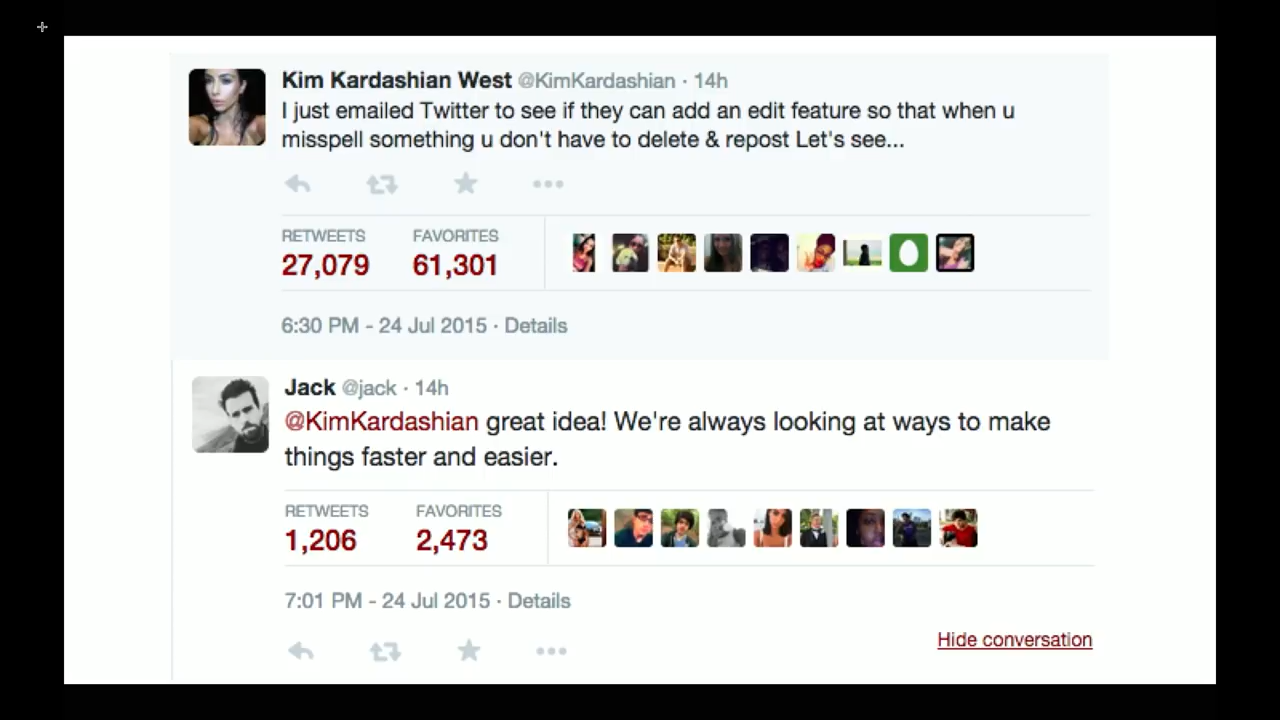 Kim Kardashian West @KimKardashian · 14h
I just emailed Twitter to see if they can add an edit feature so that when u
misspell something u don't have to delete & repost Let's see...
RETWEETS FAVORITES
27,079 61,301
6:30 PM - 24 Jul 2015 · Details
Jack @jack · 14h
@KimKardashian great idea! We're always looking at ways to make
things faster and easier.
RETWEETS FAVORITES
1,206 2,473
7:01 PM - 24 Jul 2015 · Details
Hide conversation